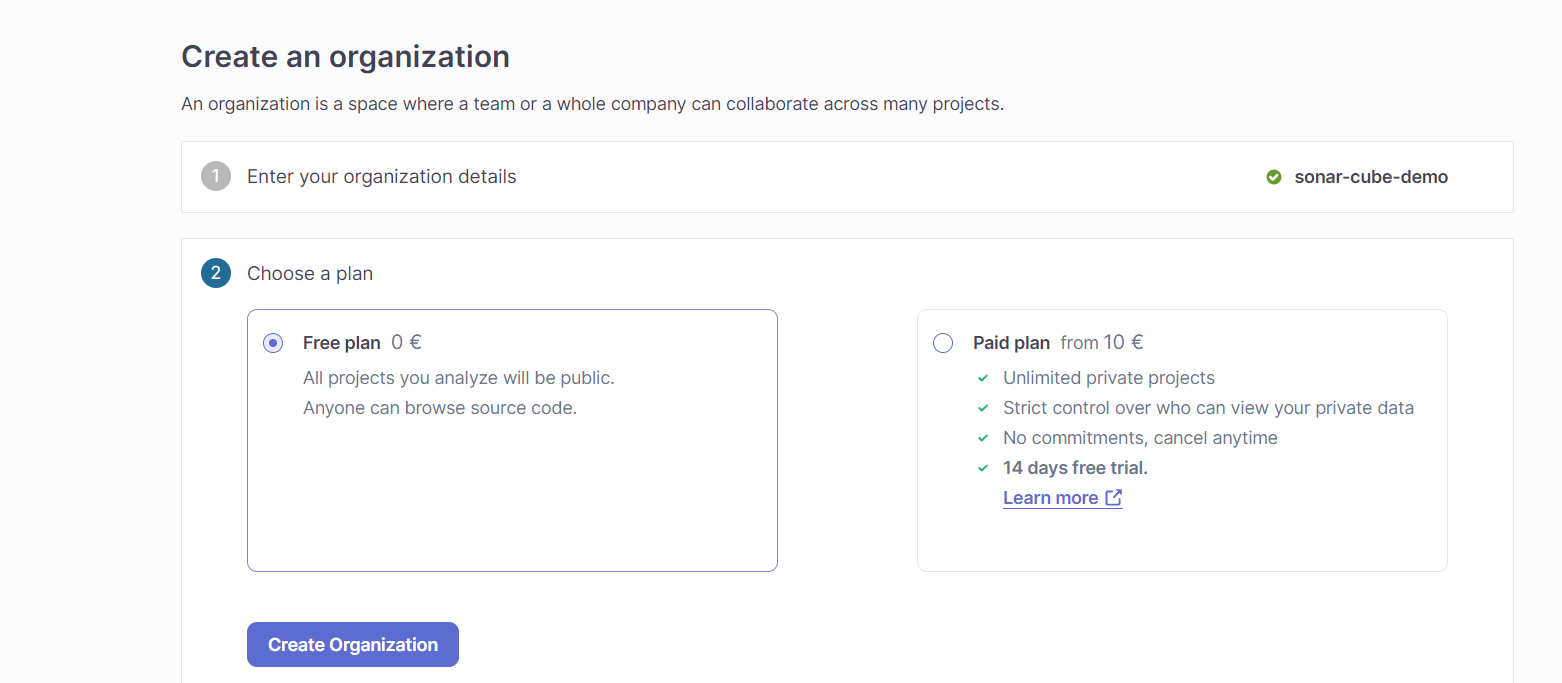 Create an organization
An organization is a space where a team or a whole company can collaborate across many projects.
1 Enter your organization details sonar-cube-demo
2 Choose a plan
Free plan 0 €
All projects you analyze will be public.
Anyone can browse source code.
Paid plan from 10 €
Unlimited private projects
Strict control over who can view your private data
No commitments, cancel anytime
14 days free trial.
Learn more
Create Organization